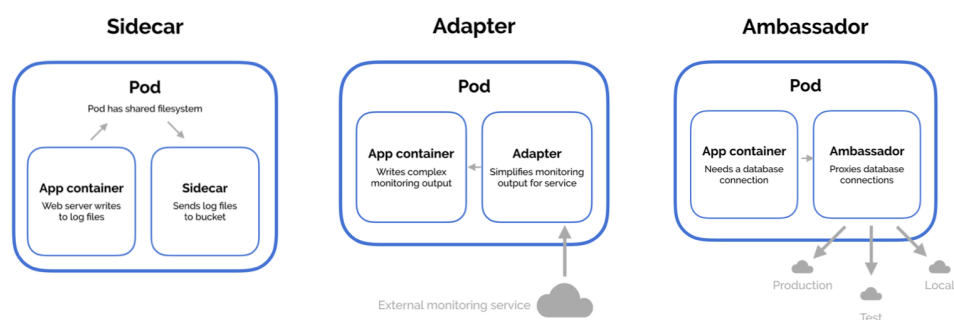 Sidecar
Pod
Pod has shared filesystem
App container
Web server writes
to log files
Sidecar
Sends log files
to bucket
Adapter
Pod
App container
Writes complex
monitoring output
Adapter
Simplifies monitoring
output for service
External monitoring service
Ambassador
Pod
App container
Needs a database
connection
Ambassador
Proxies database
connections
Production
Test
Local